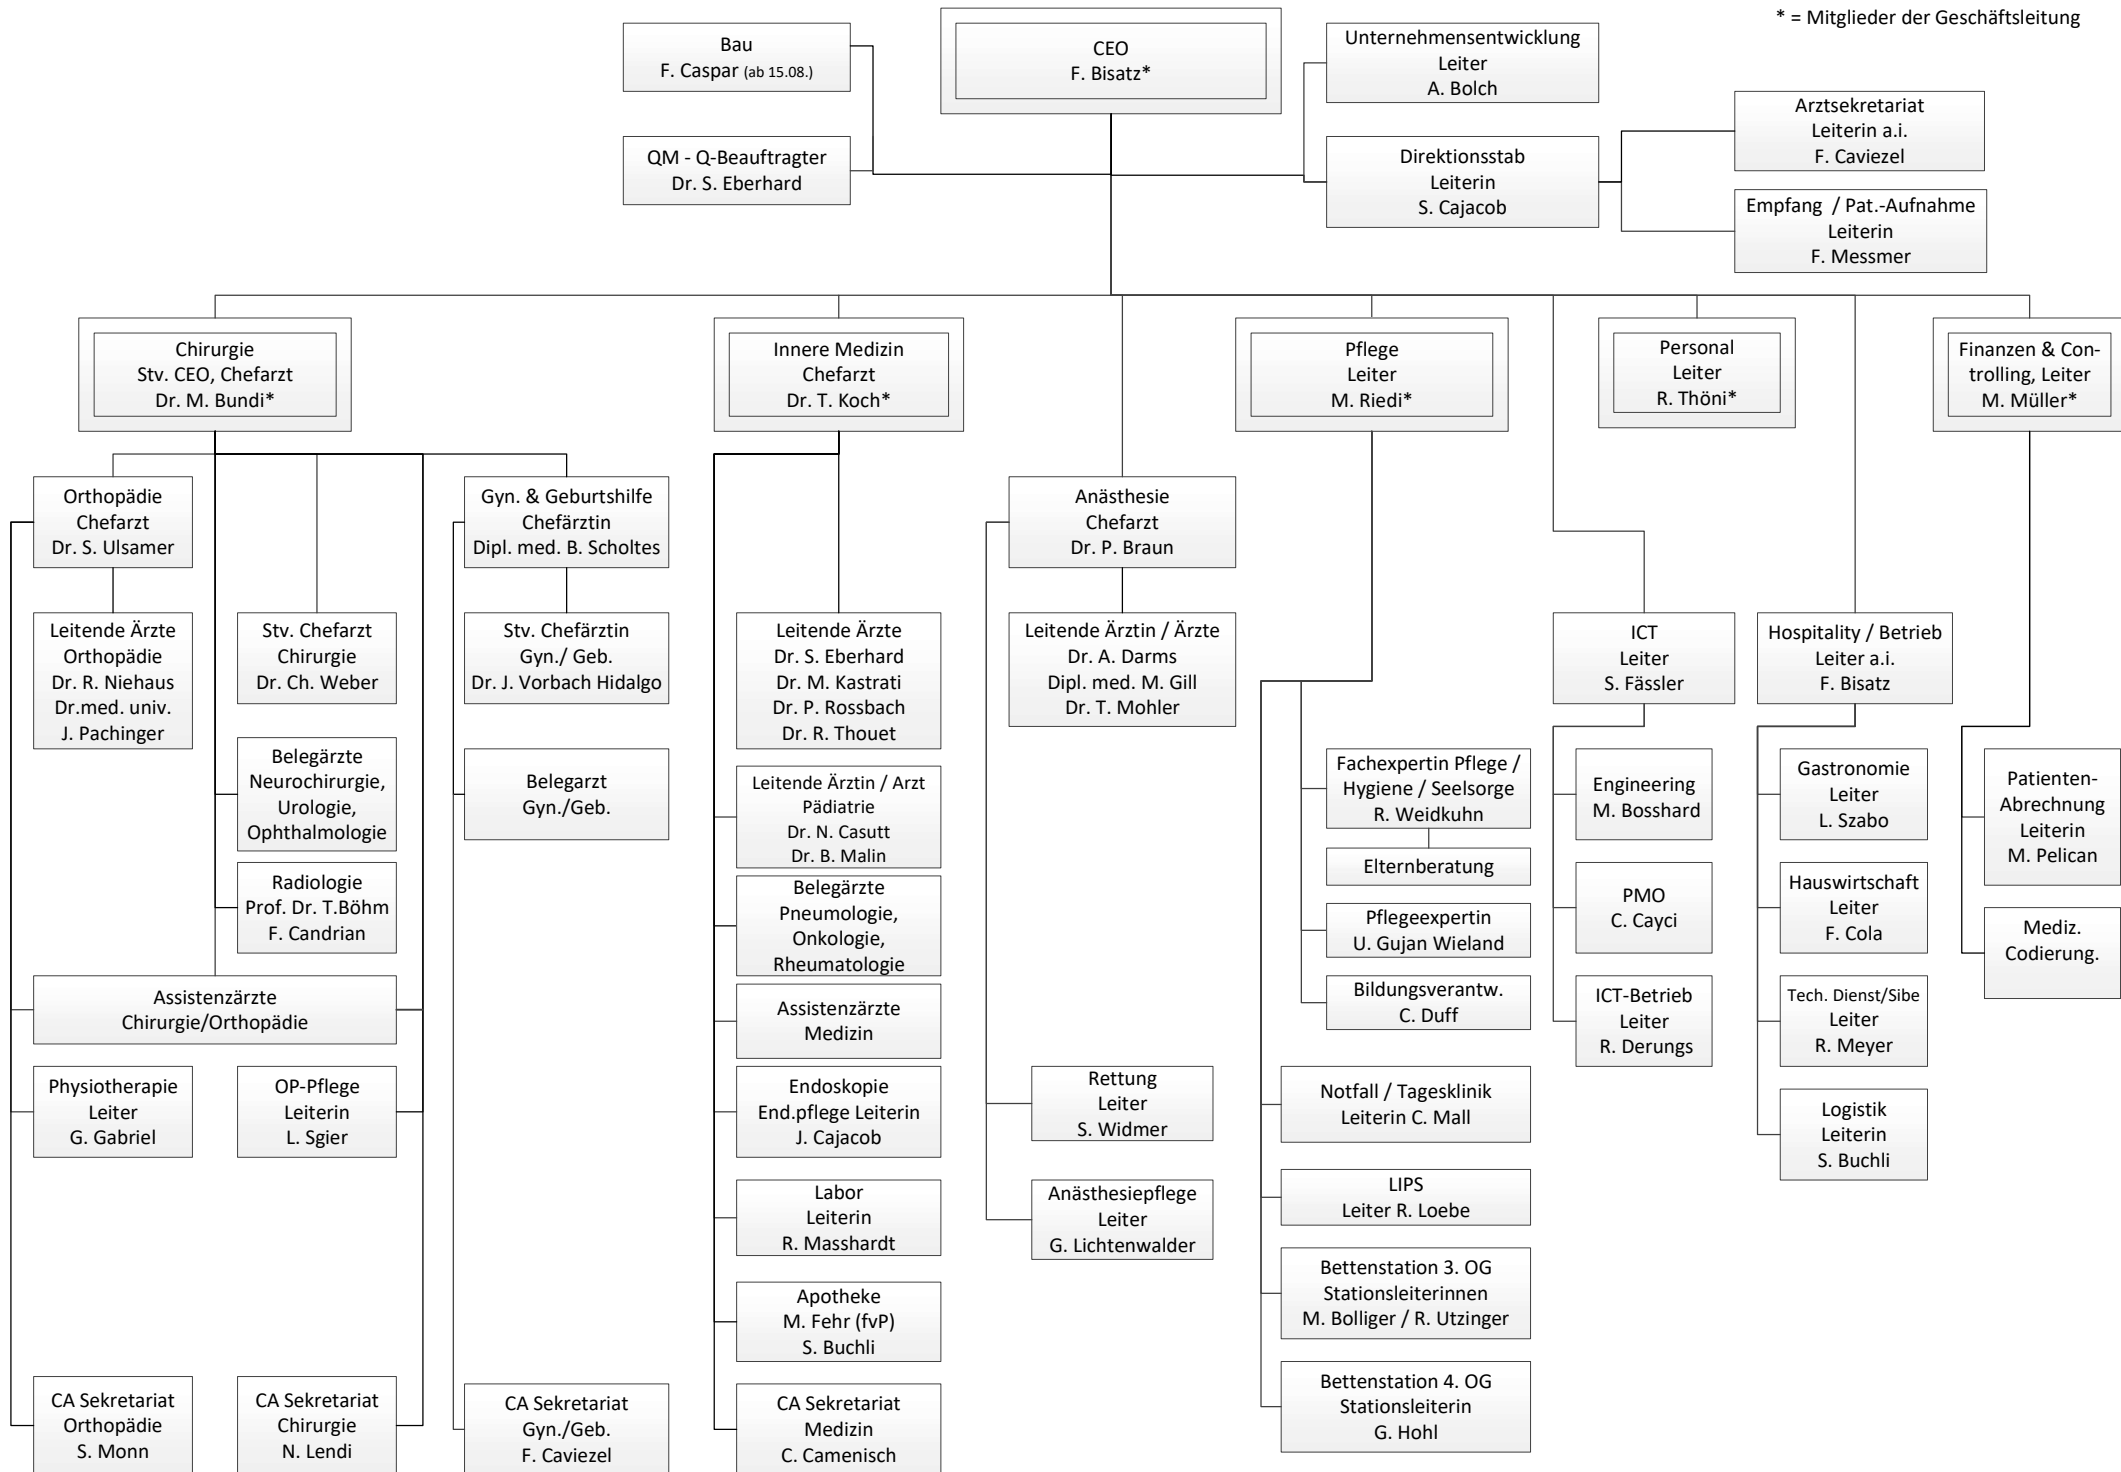 * = Mitglieder der Geschäftsleitung
Bau
F. Caspar (ab 15.08.)
CEO
F. Bisatz*
Unternehmensentwicklung
Leiter
A. Bolch
QM - Q-Beauftragter
Dr. S. Eberhard
Direktionsstab
Leiterin
S. Cajacob
Arztsekretariat
Leiterin a.i.
F. Caviezel
Empfang / Pat.-Aufnahme
Leiterin
F. Messmer
Chirurgie
Stv. CEO, Chefarzt
Dr. M. Bundi*
Innere Medizin
Chefarzt
Dr. T. Koch*
Pflege
Leiter
M. Riedi*
Personal
Leiter
R. Thöni*
Finanzen & Con-
trolling, Leiter
M. Müller*
Orthopädie
Chefarzt
Dr. S. Ulsamer
Gyn. & Geburtshilfe
Chefärztin
Dipl. med. B. Scholtes
Anästhesie
Chefarzt
Dr. P. Braun
Leitende Ärzte
Orthopädie
Dr. R. Niehaus
Dr.med. univ.
J. Pachinger
Stv. Chefarzt
Chirurgie
Dr. Ch. Weber
Stv. Chefärztin
Gyn./ Geb.
Dr. J. Vorbach Hidalgo
Leitende Ärzte
Dr. S. Eberhard
Dr. M. Kastrati
Dr. P. Rossbach
Dr. R. Thouet
Leitende Ärztin / Ärzte
Dr. A. Darms
Dipl. med. M. Gill
Dr. T. Mohler
ICT
Leiter
S. Fässler
Hospitality / Betrieb
Leiter a.i.
F. Bisatz
Belegärzte
Neurochirurgie,
Urologie,
Ophthalmologie
Belegarzt
Gyn./Geb.
Leitende Ärztin / Arzt
Pädiatrie
Dr. N. Casutt
Dr. B. Malin
Fachexpertin Pflege /
Hygiene / Seelsorge
R. Weidkuhn
Elternberatung
Engineering
M. Bosshard
Gastronomie
Leiter
L. Szabo
Patienten-
Abrechnung
Leiterin
M. Pelican
Radiologie
Prof. Dr. T.Böhm
F. Candrian
Belegärzte
Pneumologie,
Onkologie,
Rheumatologie
Pflegeexpertin
U. Gujan Wieland
PMO
C. Cayci
Hauswirtschaft
Leiter
F. Cola
Mediz.
Codierung.
Assistenzärzte
Chirurgie/Orthopädie
Assistenzärzte
Medizin
Bildungsverantw.
C. Duff
ICT-Betrieb
Leiter
R. Derungs
Tech. Dienst/Sibe
Leiter
R. Meyer
Physiotherapie
Leiter
G. Gabriel
OP-Pflege
Leiterin
L. Sgier
Endoskopie
End.pflege Leiterin
J. Cajacob
Rettung
Leiter
S. Widmer
Notfall / Tagesklinik
Leiterin C. Mall
Logistik
Leiterin
S. Buchli
Labor
Leiterin
R. Masshardt
Anästhesiepflege
Leiter
G. Lichtenwalder
LIPS
Leiter R. Loebe
Apotheke
M. Fehr (fvP)
S. Buchli
Bettenstation 3. OG
Stationsleiterinnen
M. Bolliger / R. Utzinger
CA Sekretariat
Orthopädie
S. Monn
CA Sekretariat
Chirurgie
N. Lendi
CA Sekretariat
Gyn./Geb.
F. Caviezel
CA Sekretariat
Medizin
C. Camenisch
Bettenstation 4. OG
Stationsleiterin
G. Hohl